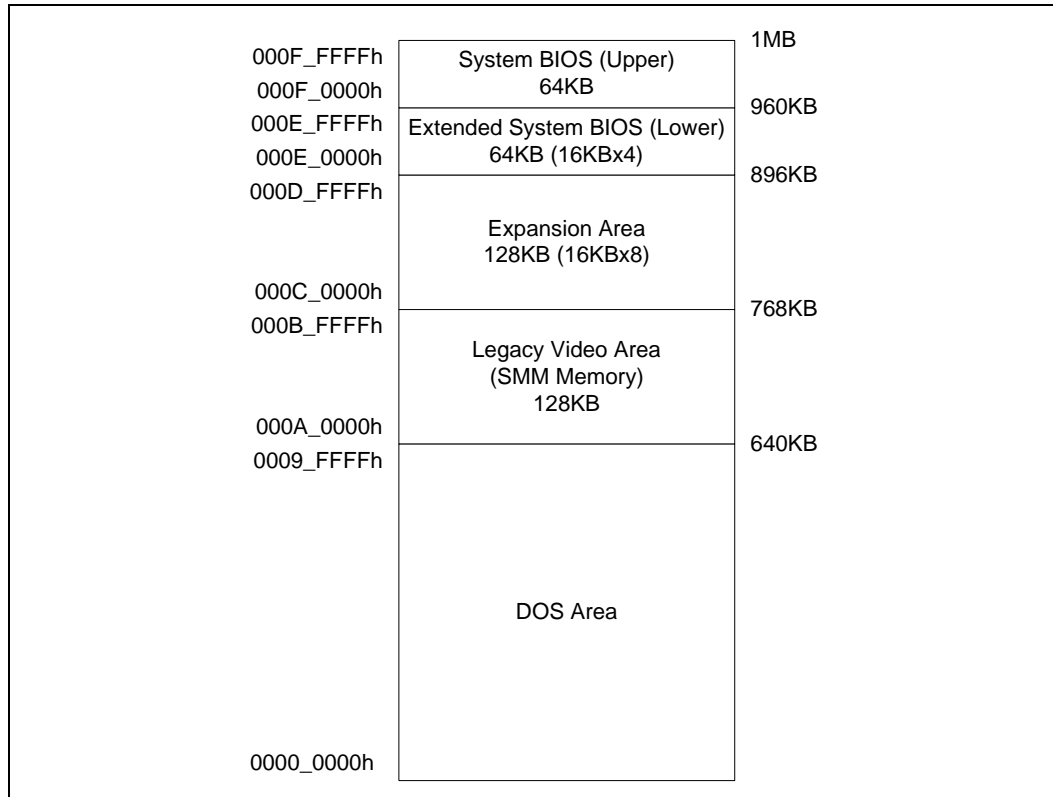 1MB
000F_FFFFh
System BIOS (Upper)
64KB
000F_0000h
960KB
000E_FFFFh
Extended System BIOS (Lower)
64KB (16KBx4)
000E_0000h
896KB
000D_FFFFh
Expansion Area
128KB (16KBx8)
000C_0000h
768KB
000B_FFFFh
Legacy Video Area
(SMM Memory)
128KB
000A_0000h
640KB
0009_FFFFh
DOS Area
0000_0000h